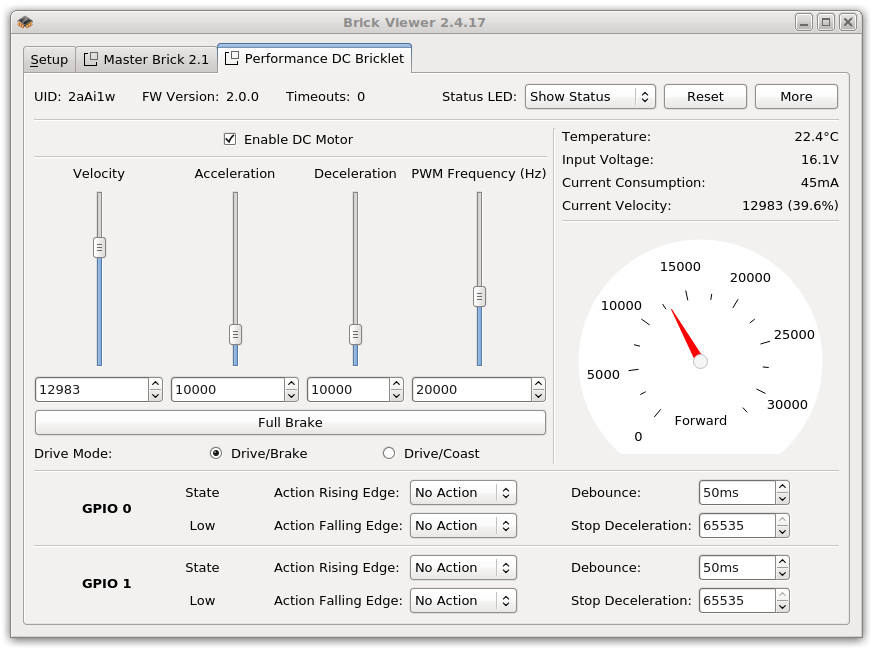 Brick Viewer 2.4.17
Setup Master Brick 2.1 Performance DC Bricklet
UID: 2aAi1w FW Version: 2.0.0 Timeouts: 0 Status LED: Show Status Reset More
Enable DC Motor
Velocity Acceleration Deceleration PWM Frequency (Hz)
12983 10000 10000 20000
Full Brake
Drive Mode: Drive/Brake Drive/Coast
Temperature: 22.4°C
Input Voltage: 16.1V
Current Consumption: 45mA
Current Velocity: 12983 (39.6%)
15000
20000
10000
25000
5000
30000
Forward
0
GPIO 0
State Action Rising Edge: No Action Debounce: 50ms
Low Action Falling Edge: No Action Stop Deceleration: 65535
GPIO 1
State Action Rising Edge: No Action Debounce: 50ms
Low Action Falling Edge: No Action Stop Deceleration: 65535